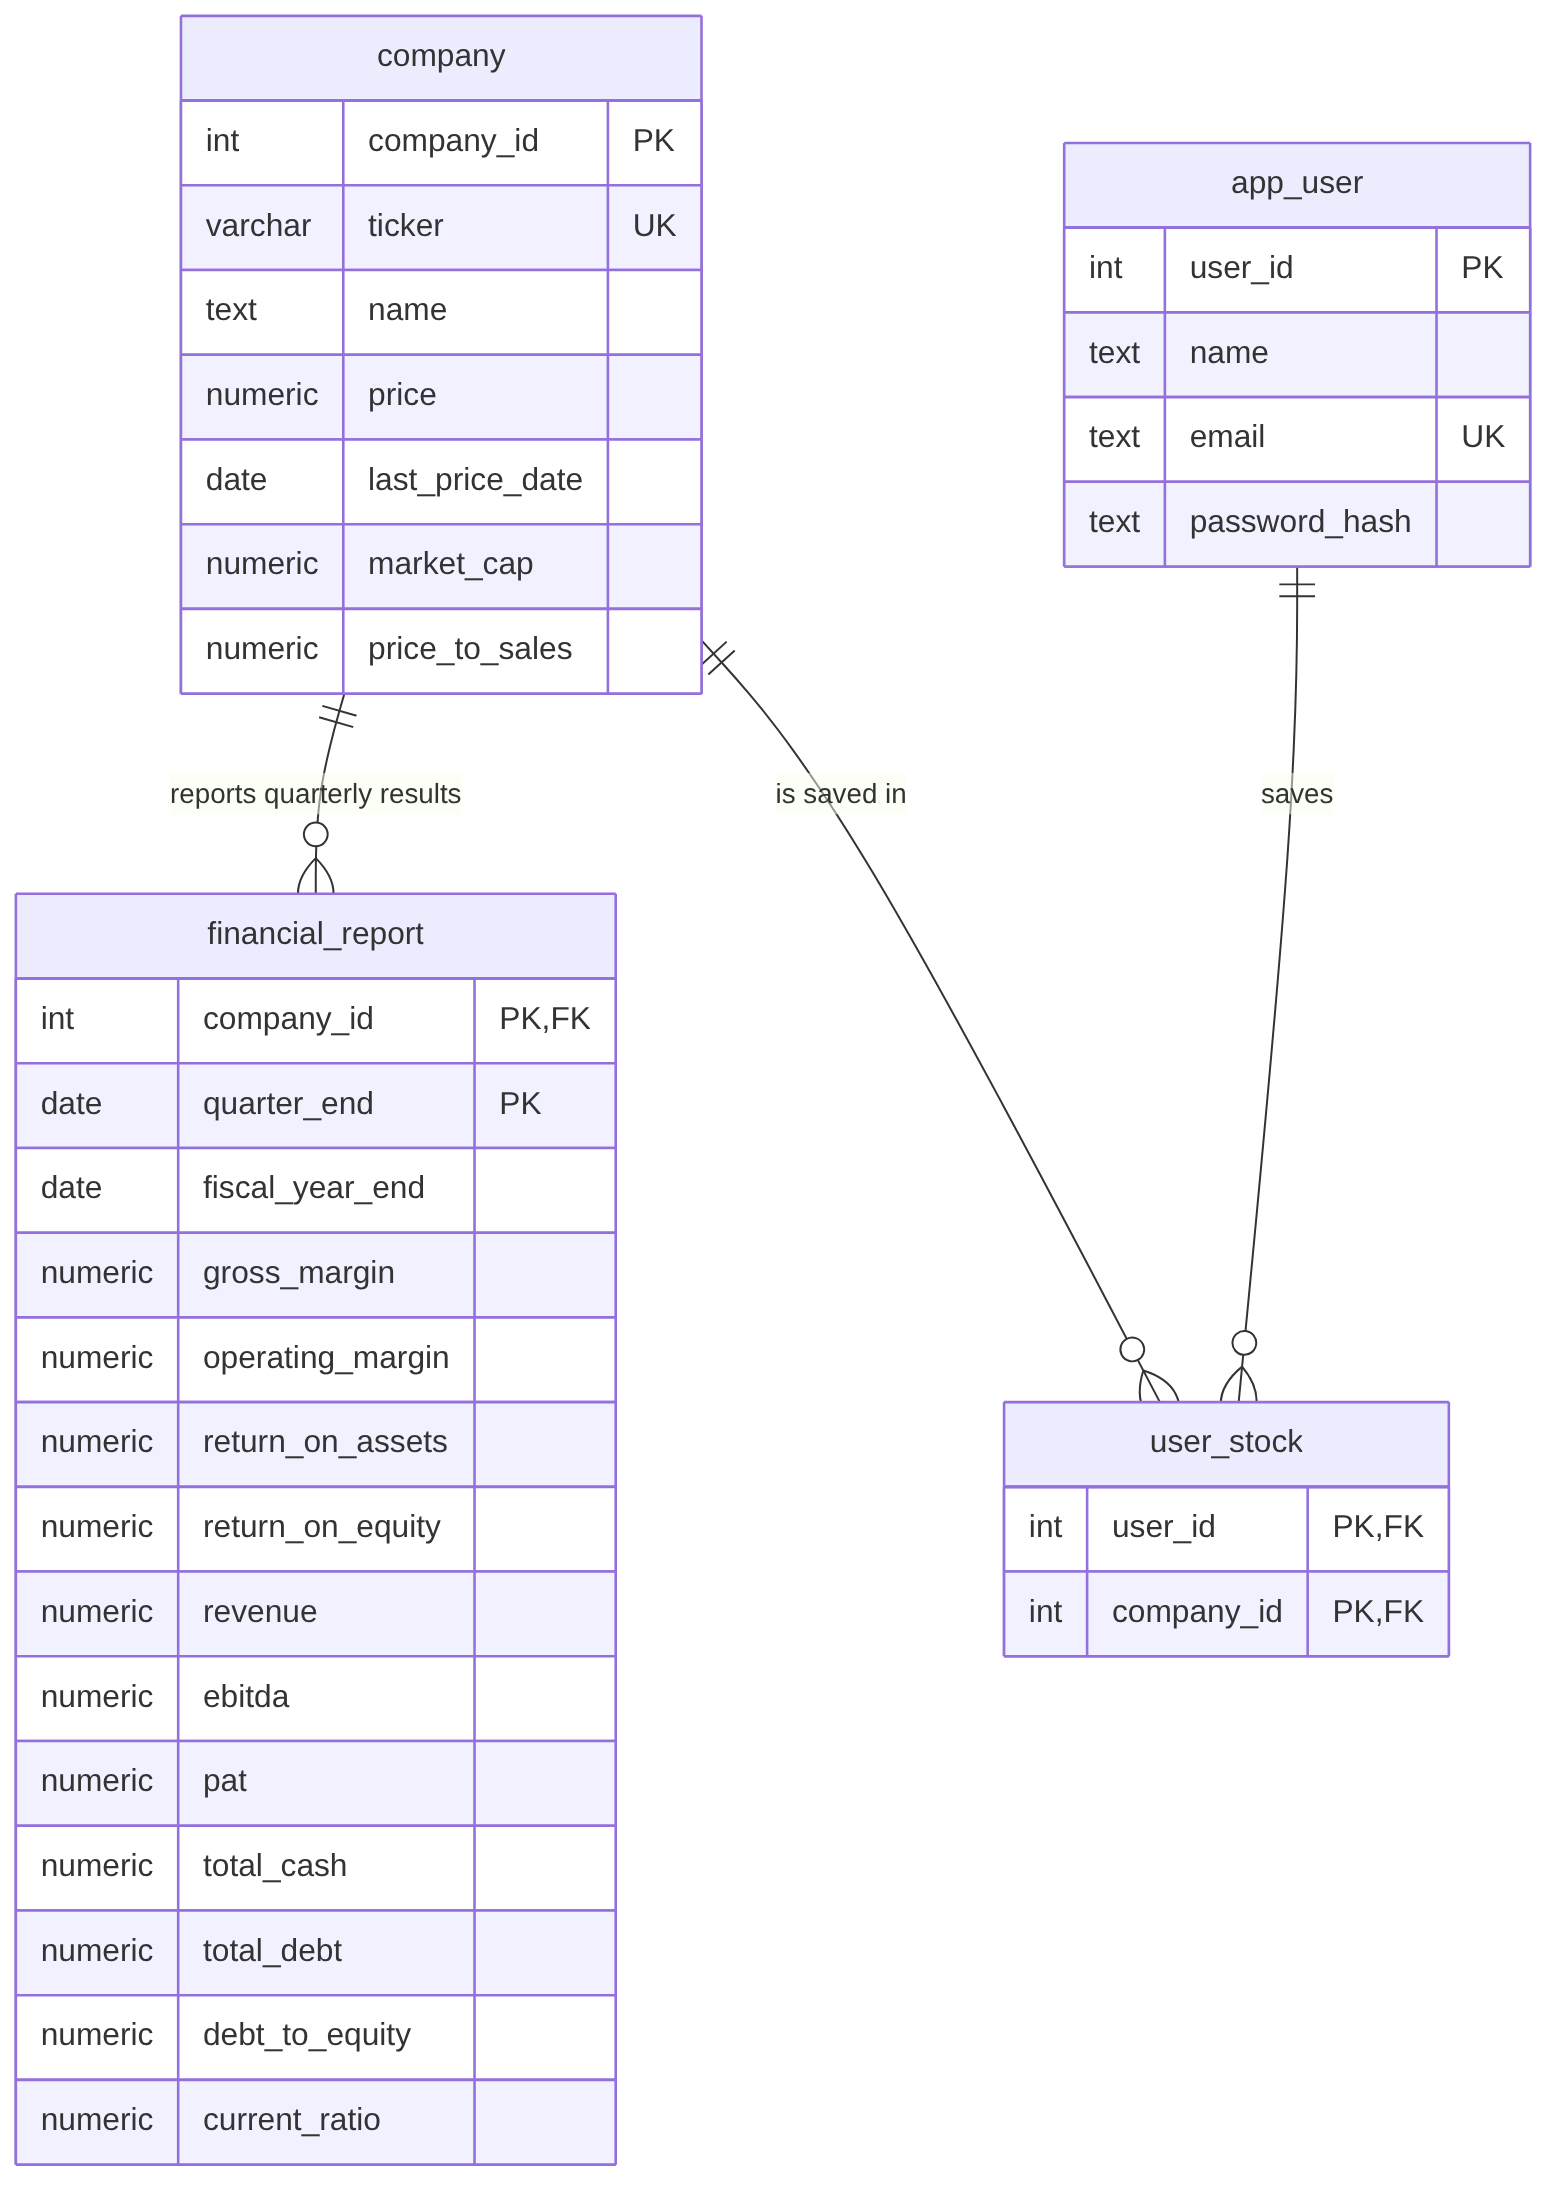 company
int company_id PK
varchar ticker UK
text name
numeric price
date last_price_date
numeric market_cap
numeric price_to_sales
app_user
int user_id PK
text name
text email UK
text password_hash
reports quarterly results
is saved in
saves
financial_report
int company_id PK,FK
date quarter_end PK
date fiscal_year_end
numeric gross_margin
numeric operating_margin
numeric return_on_assets
numeric return_on_equity
numeric revenue
numeric ebitda
numeric pat
numeric total_cash
numeric total_debt
numeric debt_to_equity
numeric current_ratio
user_stock
int user_id PK,FK
int company_id PK,FK